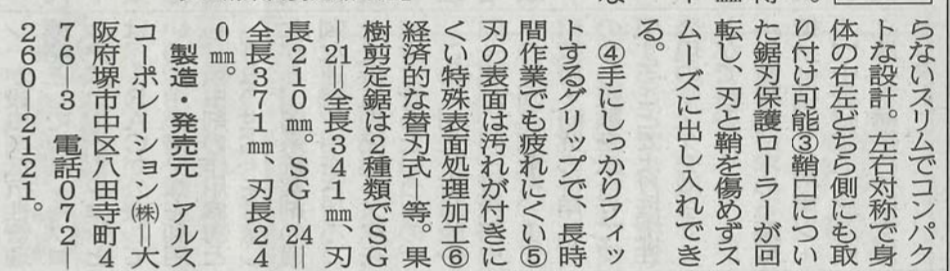 らないスリムでコンパク
トな設計。左右対称で身
体の右左どちら側にも取
り付け可能③鞘口につい
た鋸刃保護ローラーが回
転し、刃と鞘を傷めずス
ムーズに出し入れでき
る。
④手にしっかりフィッ
トするグリップで、長時
間作業でも疲れにくい⑤
刃の表面は汚れが付きに
くい特殊表面処理加工⑥
経済的な替刃式―等。果
樹剪定鋸は2種類でSG
―21=全長341㎜、刃
長210㎜。SG―24=
全長371㎜、刃長24
0㎜。
製造・発売元 アルス
コーポレーション㈱=大
阪府堺市中区八田寺町4
76―3 電話072―
260―2121。